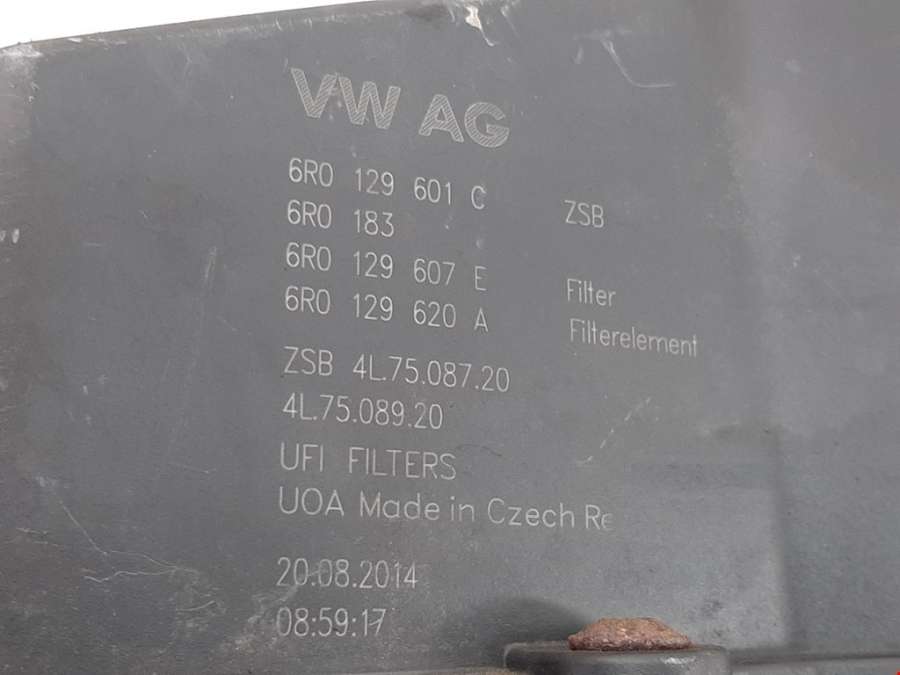 VW AG
6R0 129 601 C ZSB
6R0 183
6R0 129 607 E Filter
6R0 129 620 A Filterelement
ZSB 4L.75.087.20
4L.75.089.20
UFI FILTERS
UOA Made in Czech Re
20.08.2014
08:59:17